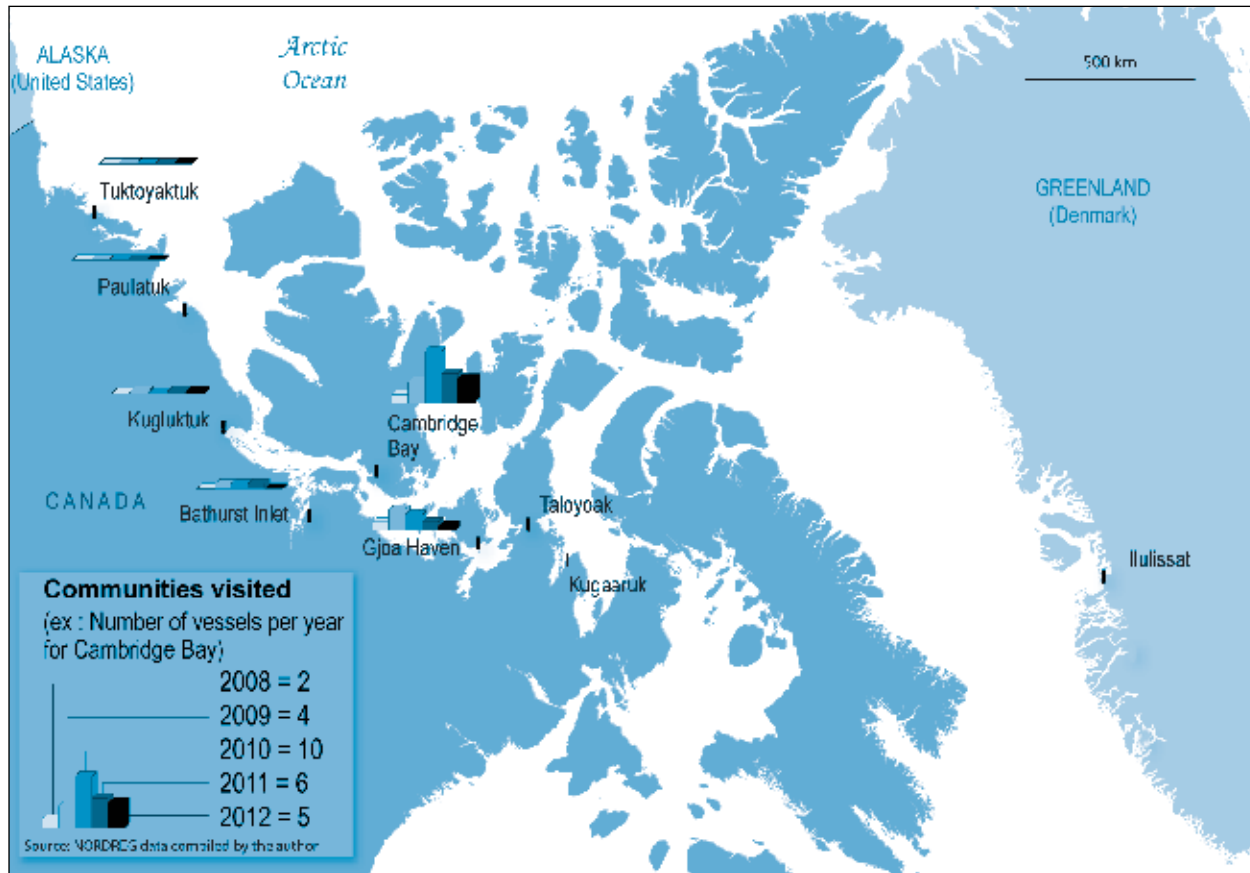 ALASKA
(United States)
Arctic
Ocean
500 km
Tuktoyaktuk
GREENLAND
(Denmark)
Paulatuk
Kugluktuk
Cambridge
Bay
CANADA
Bathurst Inlet
Taloyoak
Gjoa Haven
Kugaaruk
Ilulissat
Communities visited
(ex : Number of vessels per year
for Cambridge Bay)
2008 = 2
2009 = 4
2010 = 10
2011 = 6
2012 = 5
Source: NORDREG data compiled by the author